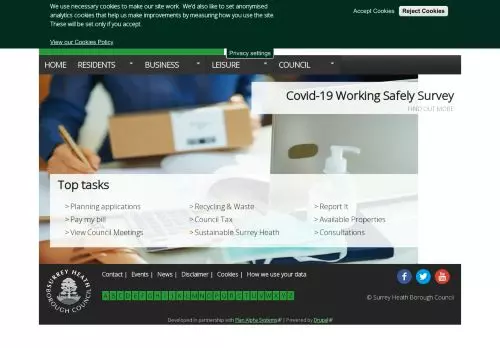 We use necessary cookies to make our site work. We'd also like to set anonymised
analytics cookies that help us make improvements by measuring how you use the site.
These will be set only if you accept.
Accept Cookies
Reject Cookies
View our Cookies Policy
Privacy settings
HOME RESIDENTS BUSINESS LEISURE COUNCIL
Covid-19 Working Safely Survey
FIND OUT MORE
Top tasks
> Planning applications > Recycling & Waste > Report It
> Pay my bill > Council Tax > Available Properties
> View Council Meetings > Sustainable Surrey Heath > Consultations
SURREY HEATH
BOROUGH COUNCIL
Contact | Events | News | Disclaimer | Cookies | How we use your data
A B C D E F G H I J K L M N O P Q R S T U V W X Y Z
© Surrey Heath Borough Council
Developed in partnership with Plan Alpha Systems | Powered by Drupal